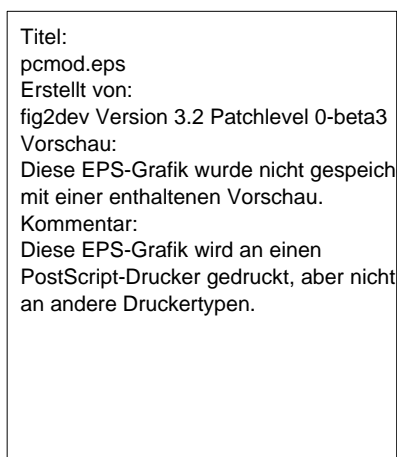 Titel:
pcmod.eps
Erstellt von:
fig2dev Version 3.2 Patchlevel 0-beta3
Vorschau:
Diese EPS-Grafik wurde nicht gespeich
mit einer enthaltenen Vorschau.
Kommentar:
Diese EPS-Grafik wird an einen
PostScript-Drucker gedruckt, aber nicht
an andere Druckertypen.